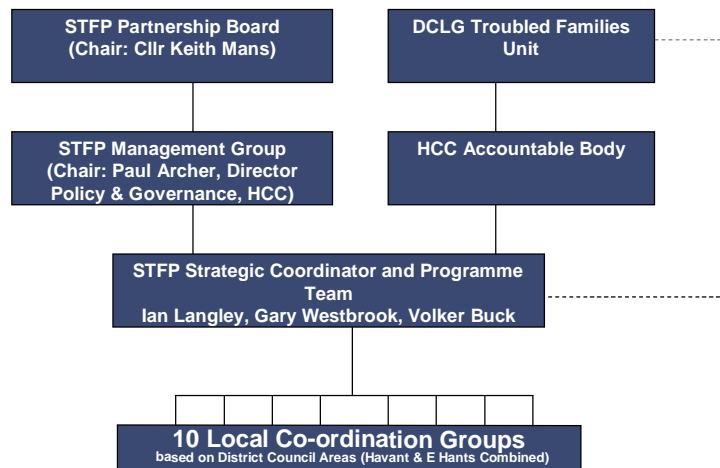 STFP Partnership Board
(Chair: Cllr Keith Mans)
DCLG Troubled Families
Unit
STFP Management Group
(Chair: Paul Archer, Director
Policy & Governance, HCC)
HCC Accountable Body
STFP Strategic Coordinator and Programme
Team
Ian Langley, Gary Westbrook, Volker Buck
10 Local Co-ordination Groups
based on District Council Areas (Havant & E Hants Combined)